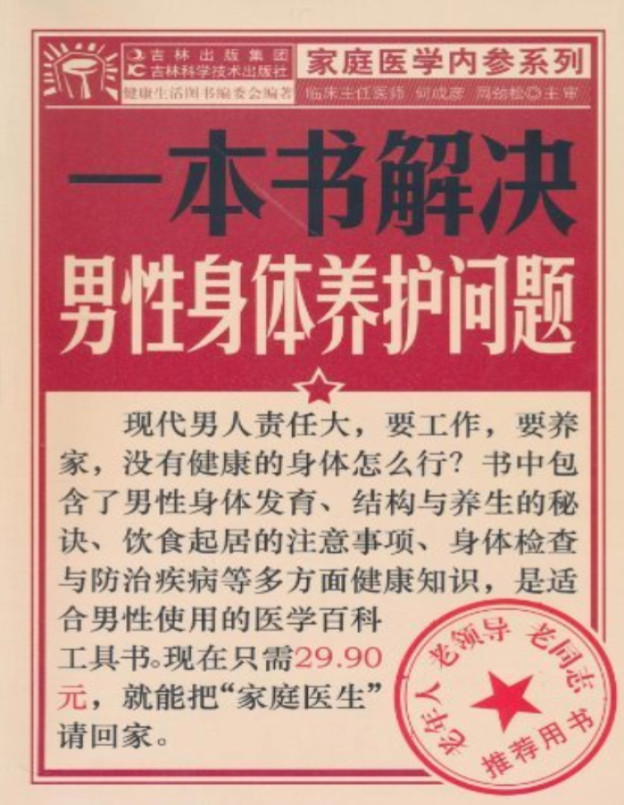 吉林出版集团
吉林科学技术出版社
健康生活图书编委会编著
家庭医学内参系列
临床主任医师 何成彦 周劲松◎主审
一本书解决
男性身体养护问题
现代男人责任大，要工作，要养
家，没有健康的身体怎么行？书中包
含了男性身体发育、结构与养生的秘
诀、饮食起居的注意事项、身体检查
与防治疾病等多方面健康知识，是适
合男性使用的医学百科
工具书。现在只需29.90
元，就能把“家庭医生”
请回家。
老年人 老领导 老同志
推荐用书